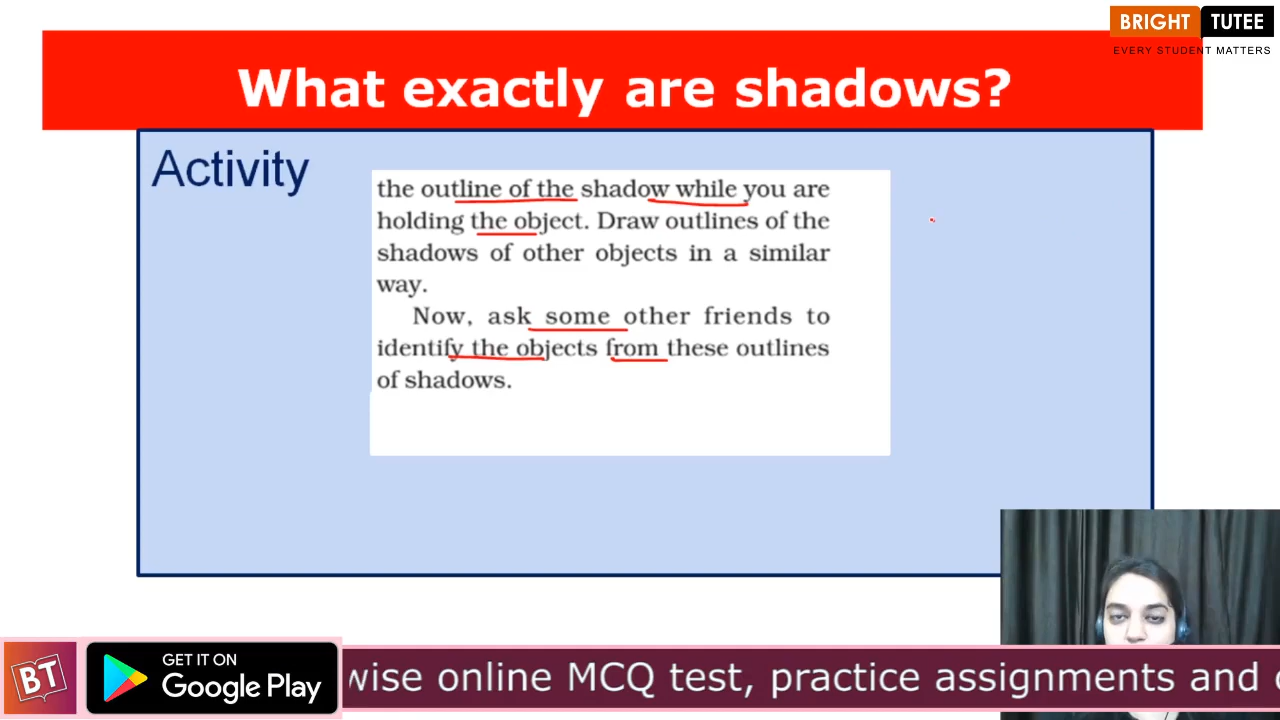 BRIGHT TUTEE
EVERY STUDENT MATTERS
What exactly are shadows?
Activity
the outline of the shadow while you are
holding the object. Draw outlines of the
shadows of other objects in a similar
way.
Now, ask some other friends to
identify the objects from these outlines
of shadows.
BT
GET IT ON
Google Play
wise online MCQ test, practice assignments and